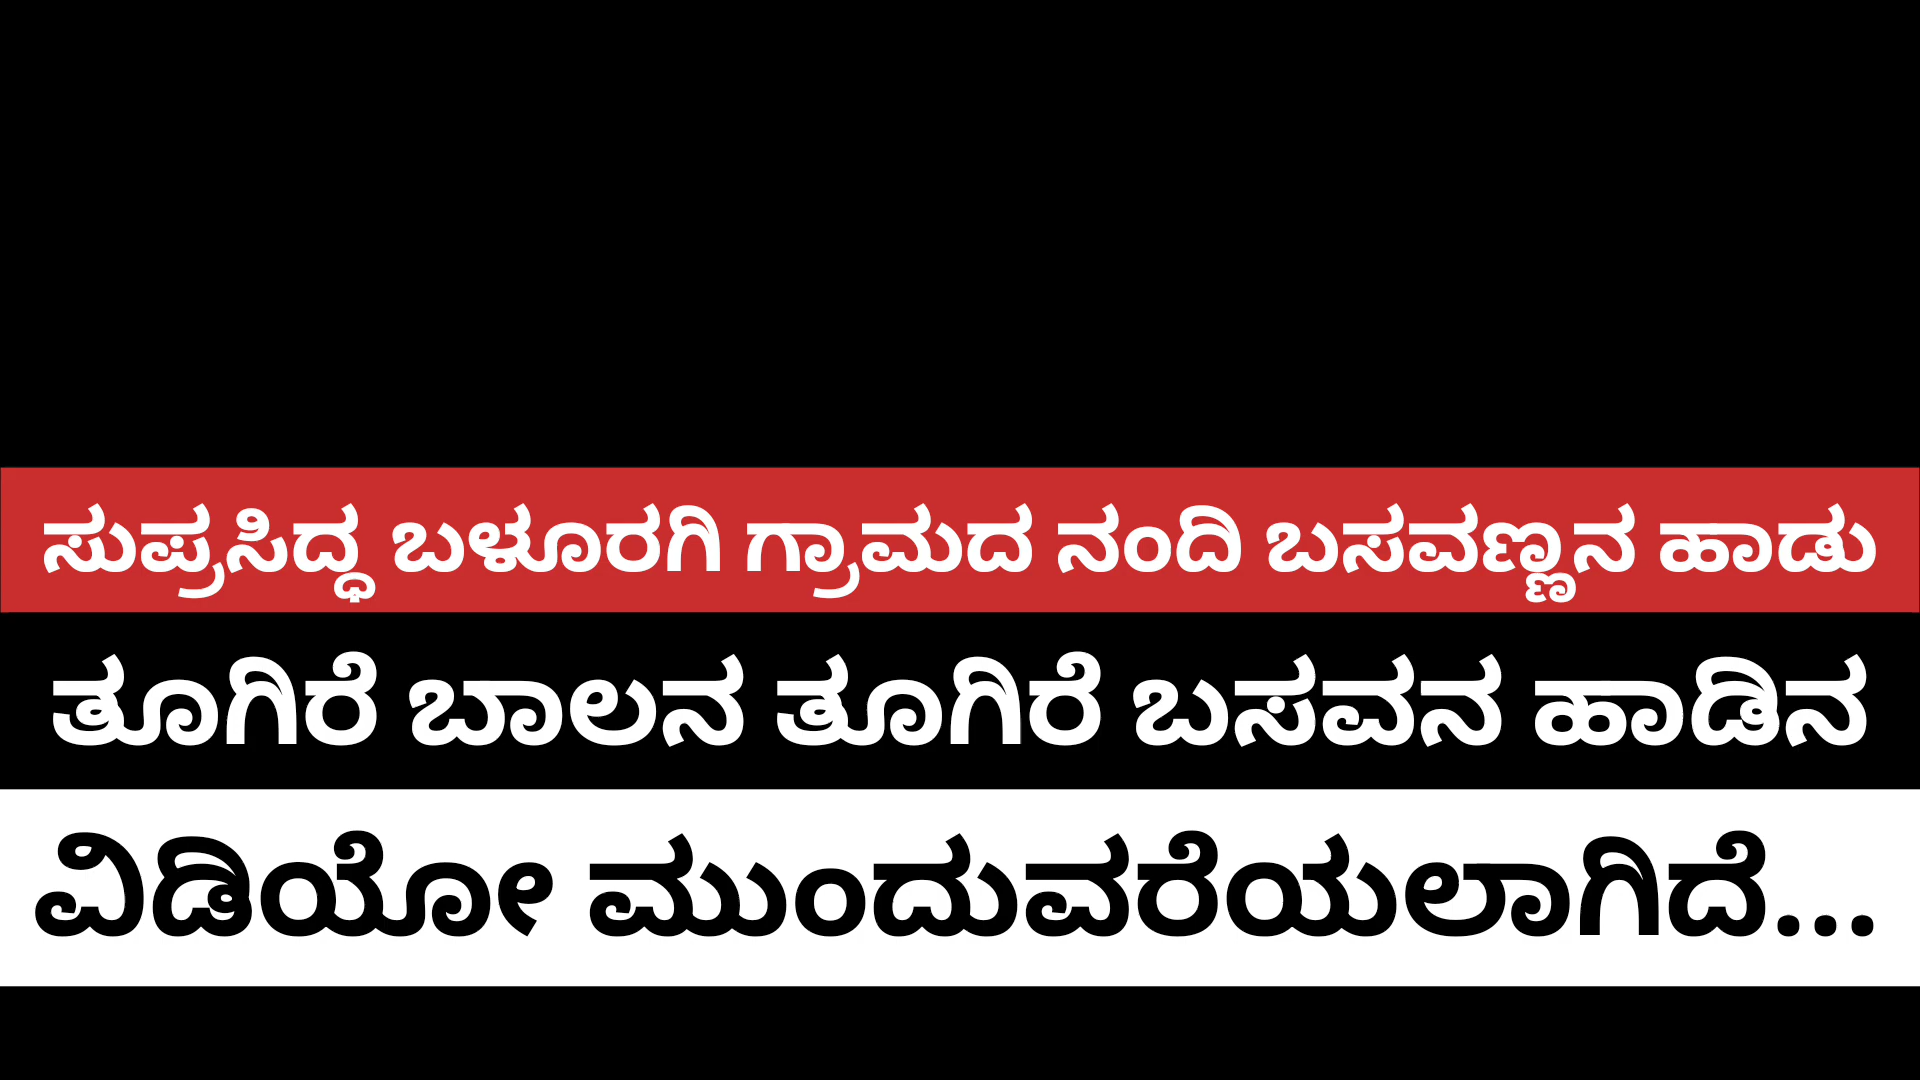 ಸುಪ್ರಸಿದ್ಧ ಬಳೂರಗಿ ಗ್ರಾಮದ ನಂದಿ ಬಸವಣ್ಣನ ಹಾಡು
ತೂಗಿರೆ ಬಾಲನ ತೂಗಿರೆ ಬಸವನ ಹಾಡಿನ
ವಿಡಿಯೋ ಮುಂದುವರೆಯಲಾಗಿದೆ...